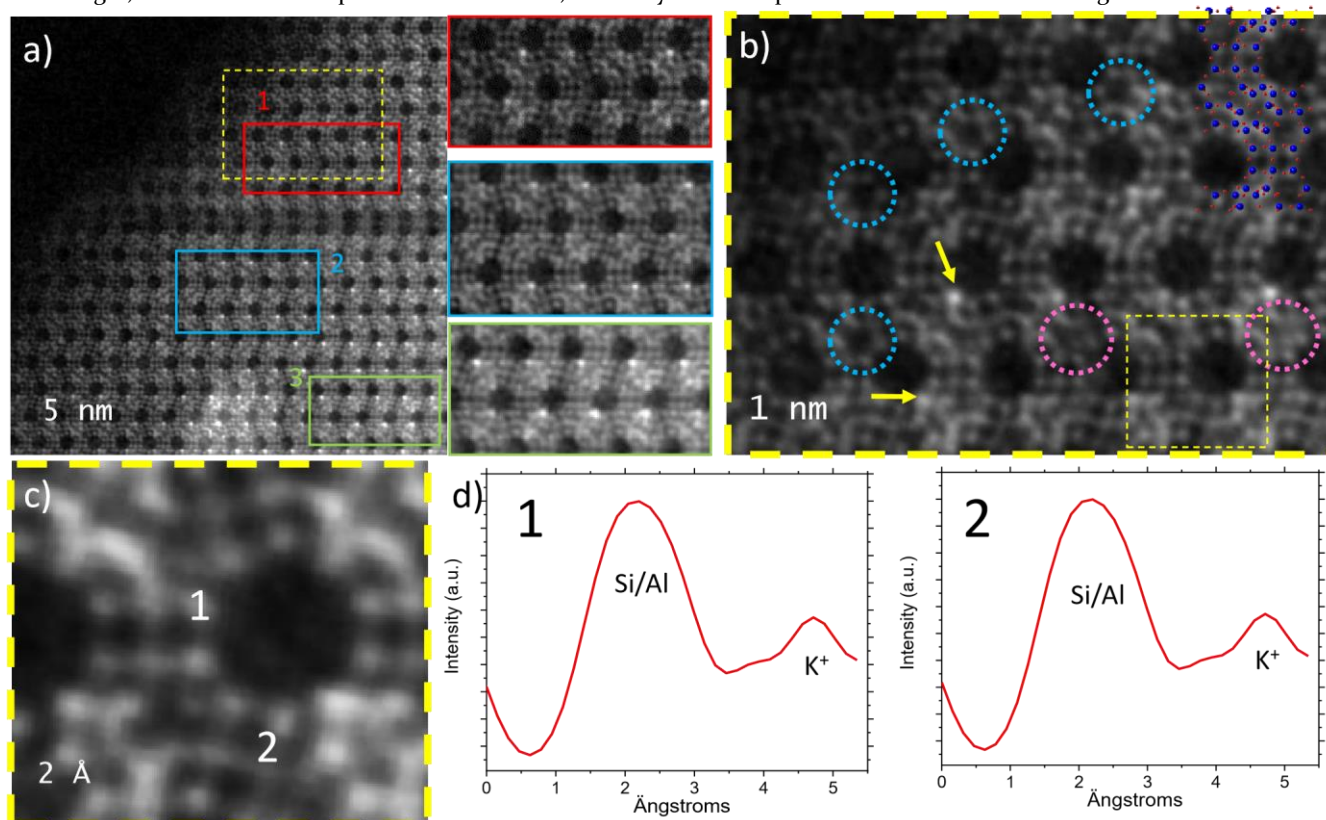 a)
1
2
3
5 nm
b)
1 nm
c)
1
2
2 Å
d)
1
Si/Al
K+
Intensity (a.u.)
0 1 2 3 4 5
Ängstroms
2
Si/Al
K+
Intensity (a.u.)
0 1 2 3 4 5
Ängstroms